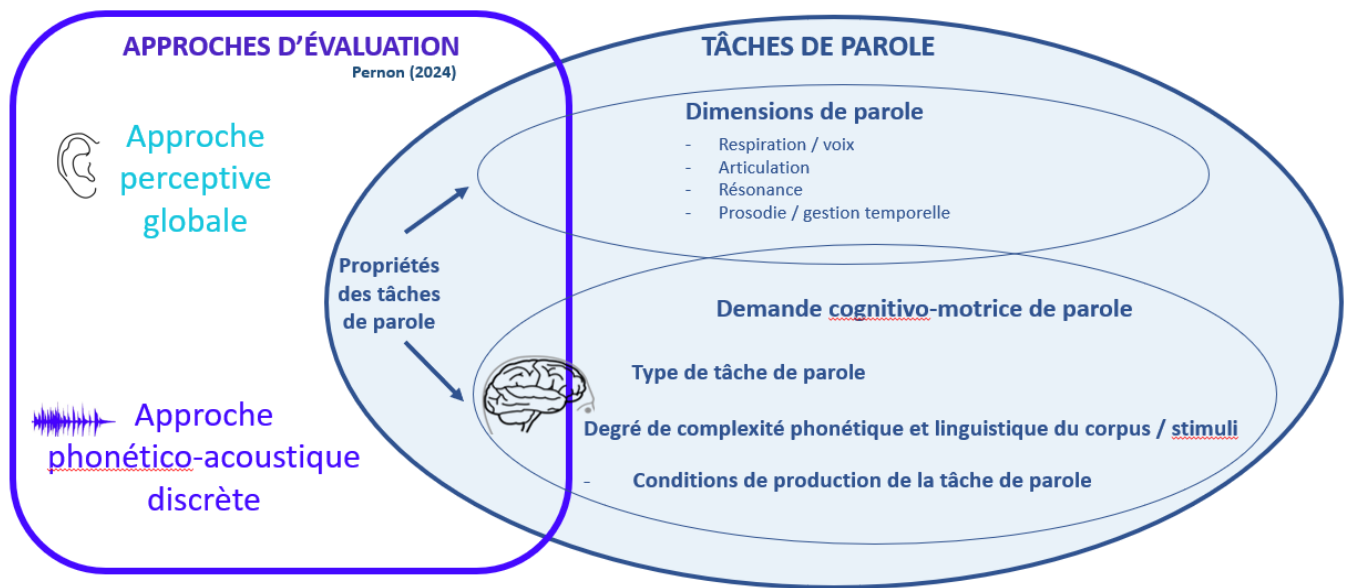 APPROCHES D’ÉVALUATION
Pernon (2024)
Approche
perceptive
globale
Approche
phonético-acoustique
discrète
Propriétés
des tâches
de parole
TÂCHES DE PAROLE
Dimensions de parole
- Respiration / voix
- Articulation
- Résonance
- Prosodie / gestion temporelle
Demande cognitivo-motrice de parole
Type de tâche de parole
Degré de complexité phonétique et linguistique du corpus / stimuli
- Conditions de production de la tâche de parole